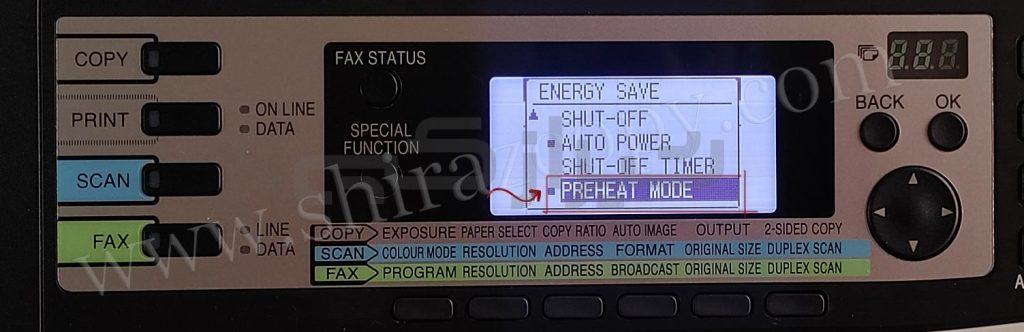 COPY
PRINT
ON LINE
DATA
SCAN
FAX
LINE
DATA
FAX STATUS
SPECIAL
FUNCTION
ENERGY SAVE
SHUT-OFF
AUTO POWER
SHUT-OFF TIMER
PREHEAT MODE
BACK
OK
COPY EXPOSURE PAPER SELECT COPY RATIO AUTO IMAGE OUTPUT 2-SIDED COPY
SCAN COLOUR MODE RESOLUTION ADDRESS FORMAT ORIGINAL SIZE DUPLEX SCAN
FAX PROGRAM RESOLUTION ADDRESS BROADCAST ORIGINAL SIZE DUPLEX SCAN
A